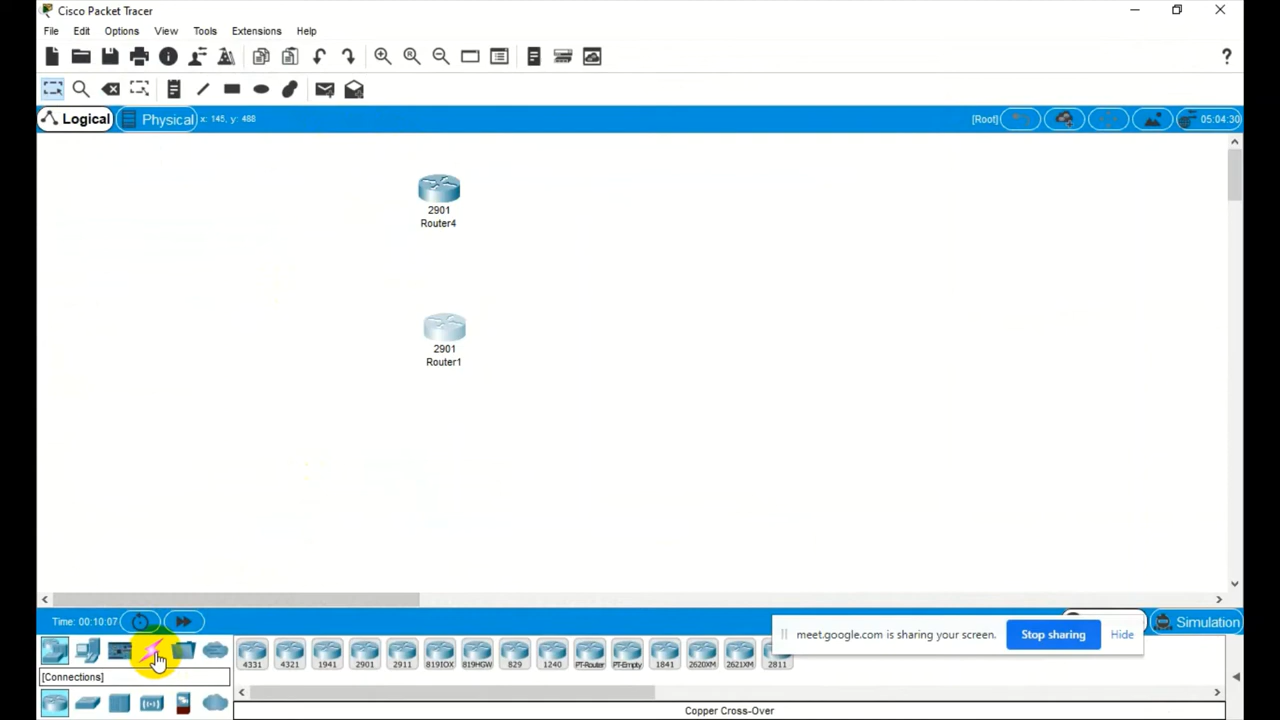 Cisco Packet Tracer
File Edit Options View Tools Extensions Help
Logical Physical x: 145, y: 488 [Root] 05:04:30
2901
Router4
2901
Router1
Time: 00:10:07 Simulation
meet.google.com is sharing your screen. Stop sharing Hide
4331 4321 1941 2901 2911 819IOX 819HGW 829 1240 PT-Router PT-Empty 1841 2620XM 2621XM 2811
[Connections]
Copper Cross-Over